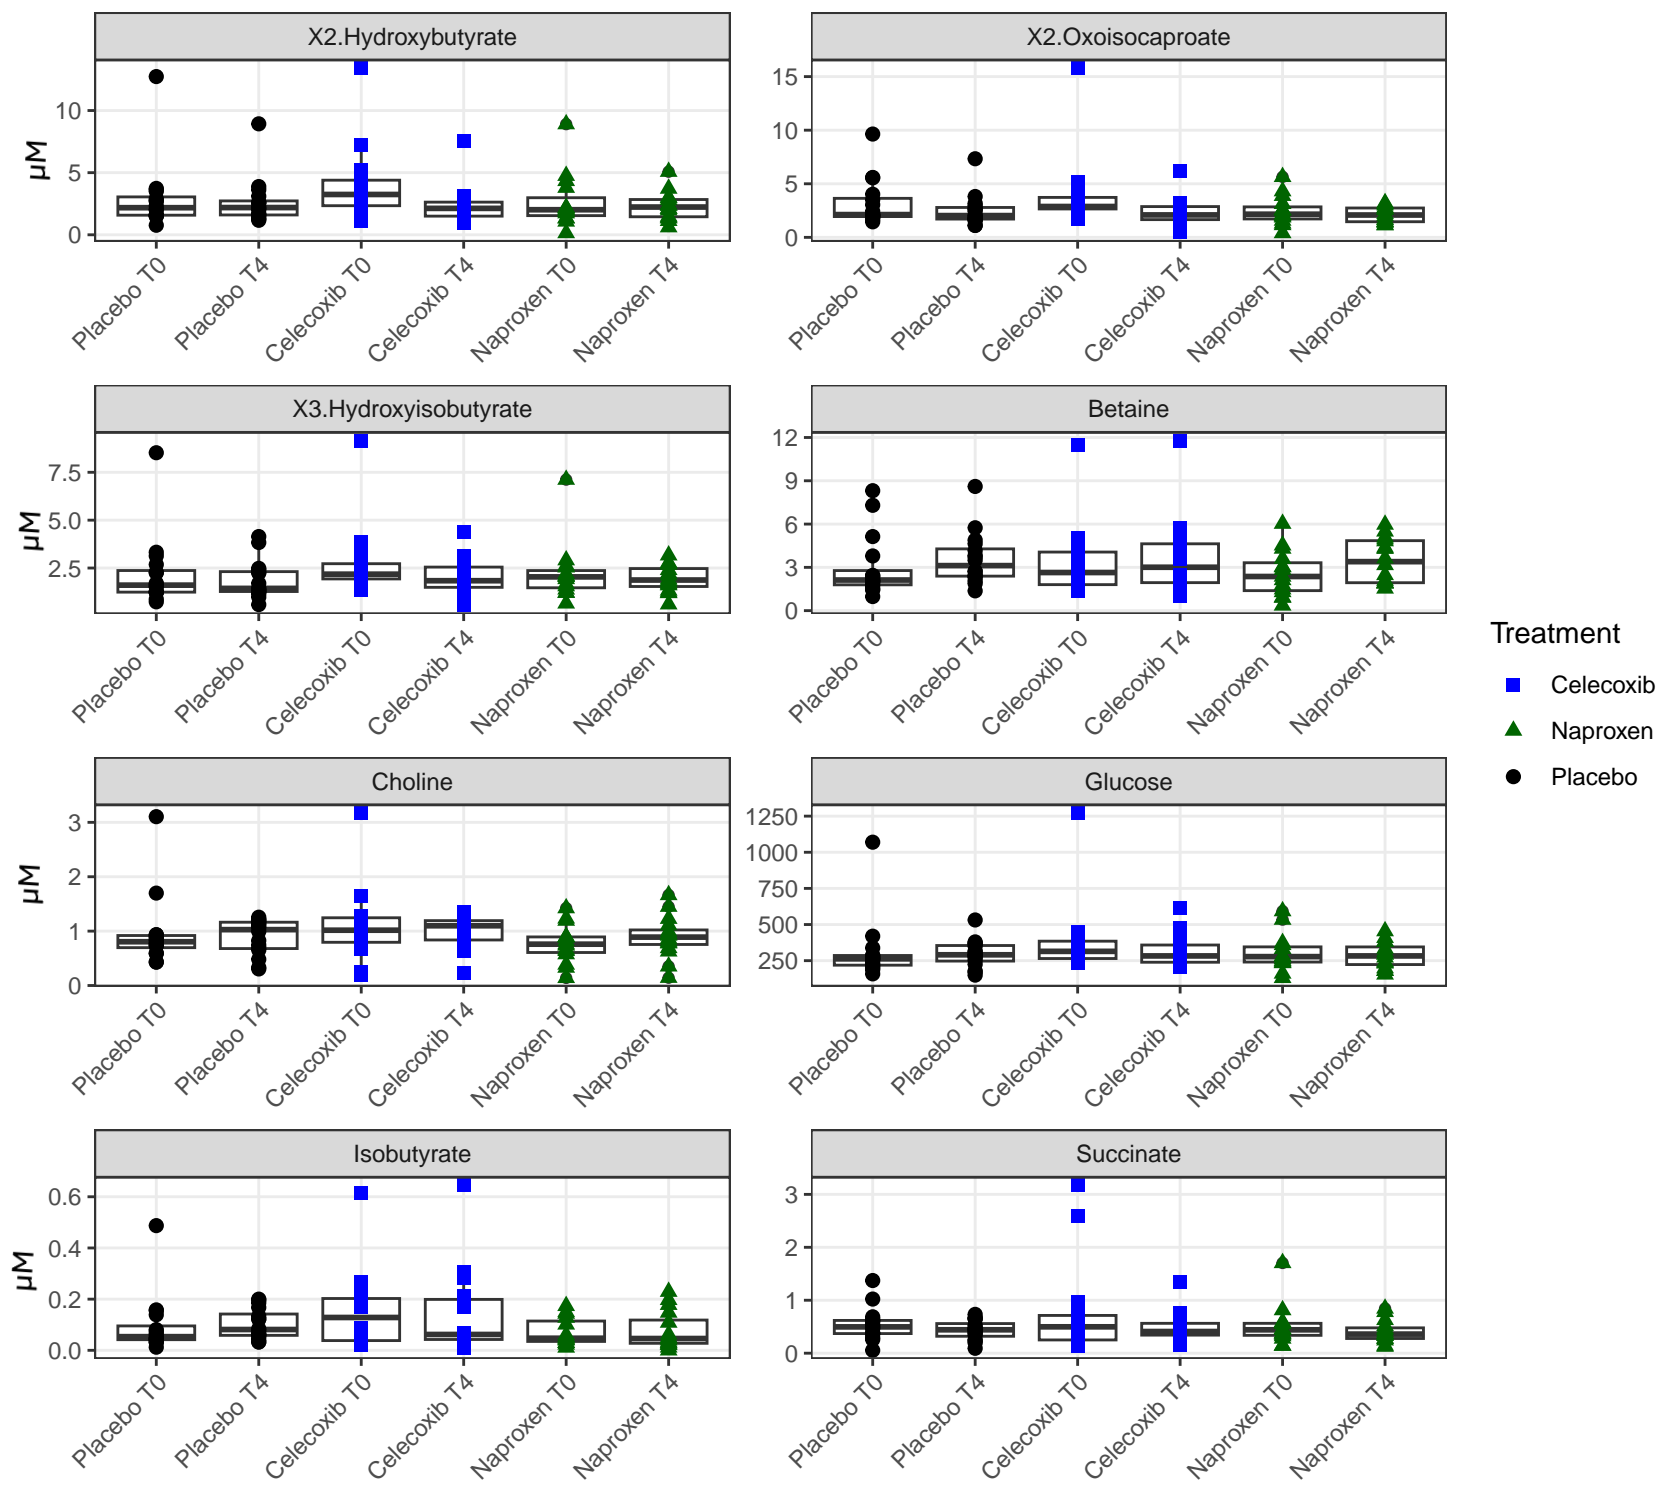 X2.Hydroxybutyrate
X2.Oxoisocaproate
µM
10
5
0
15
10
5
0
Placebo T0
Placebo T4
Celecoxib T0
Celecoxib T4
Naproxen T0
Naproxen T4
Placebo T0
Placebo T4
Celecoxib T0
Celecoxib T4
Naproxen T0
Naproxen T4
X3.Hydroxyisobutyrate
Betaine
µM
7.5
5.0
2.5
12
9
6
3
0
Placebo T0
Placebo T4
Celecoxib T0
Celecoxib T4
Naproxen T0
Naproxen T4
Placebo T0
Placebo T4
Celecoxib T0
Celecoxib T4
Naproxen T0
Naproxen T4
Treatment
Celecoxib
Naproxen
Placebo
Choline
Glucose
µM
3
2
1
0
1250
1000
750
500
250
Placebo T0
Placebo T4
Celecoxib T0
Celecoxib T4
Naproxen T0
Naproxen T4
Placebo T0
Placebo T4
Celecoxib T0
Celecoxib T4
Naproxen T0
Naproxen T4
Isobutyrate
Succinate
µM
0.6
0.4
0.2
0.0
3
2
1
0
Placebo T0
Placebo T4
Celecoxib T0
Celecoxib T4
Naproxen T0
Naproxen T4
Placebo T0
Placebo T4
Celecoxib T0
Celecoxib T4
Naproxen T0
Naproxen T4